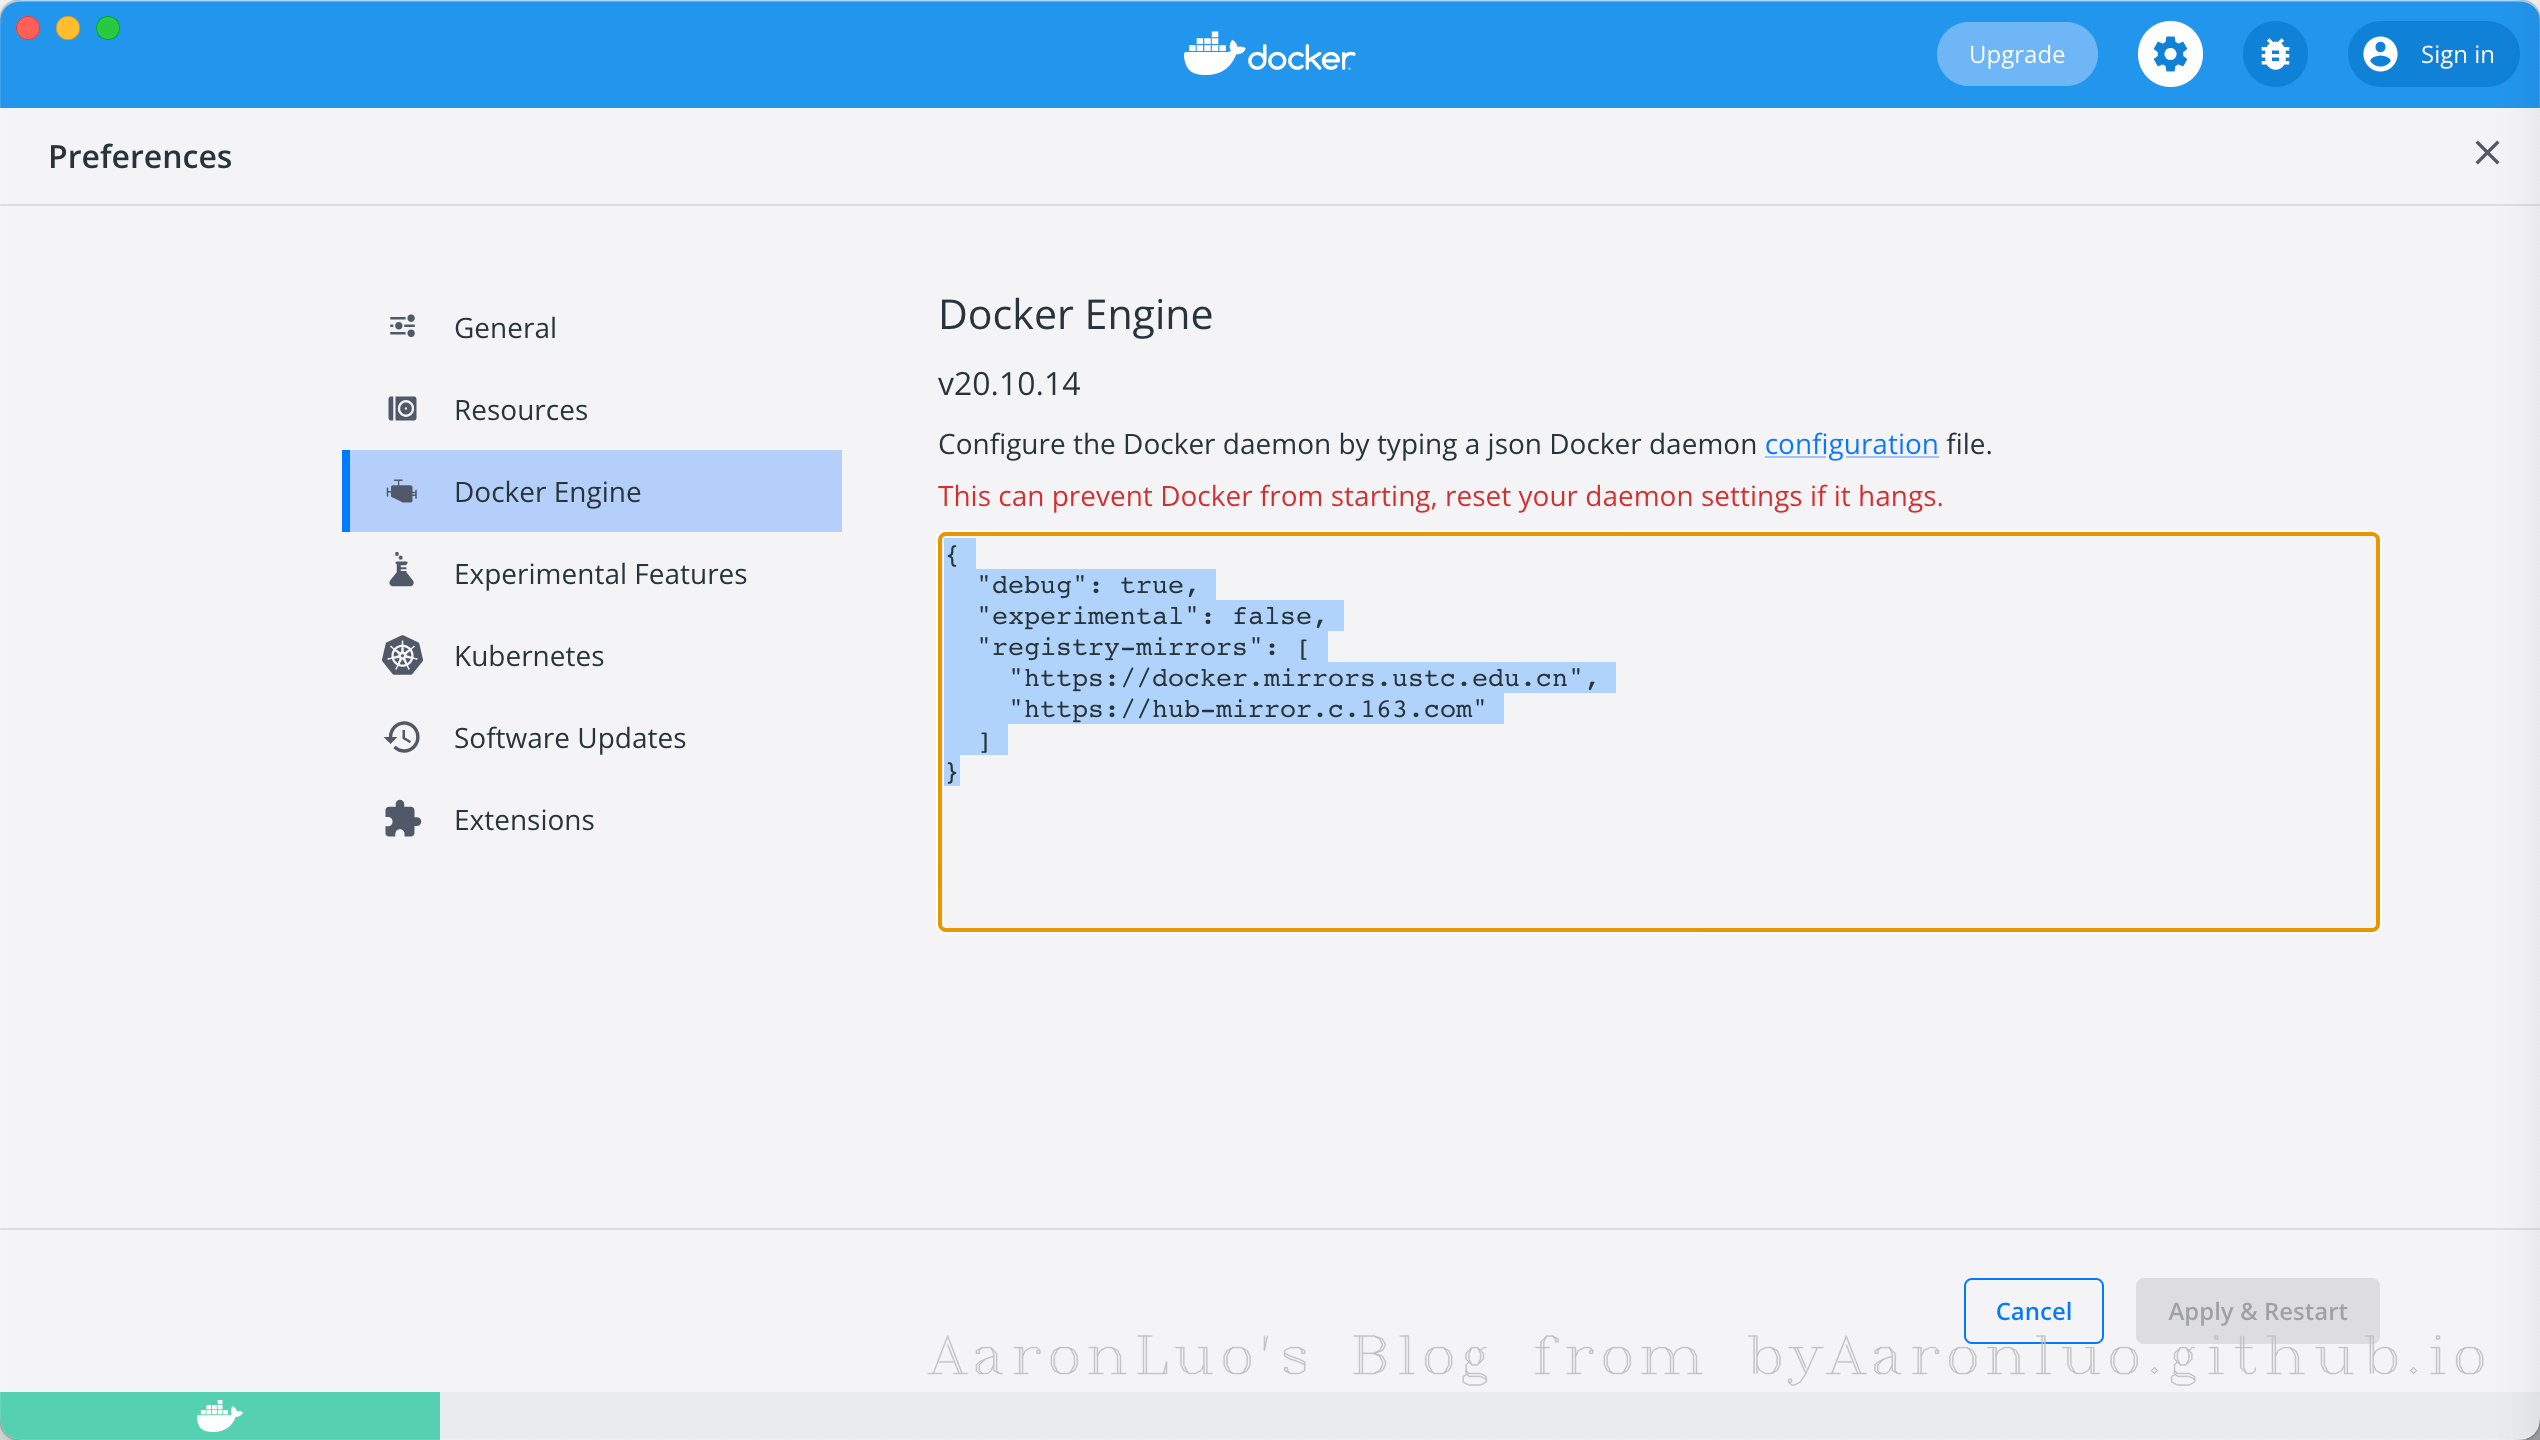 docker
Upgrade
Sign in
Preferences
General
Resources
Docker Engine
Experimental Features
Kubernetes
Software Updates
Extensions
Docker Engine
v20.10.14
Configure the Docker daemon by typing a json Docker daemon configuration file.
This can prevent Docker from starting, reset your daemon settings if it hangs.
{
  "debug": true,
  "experimental": false,
  "registry-mirrors": [
    "https://docker.mirrors.ustc.edu.cn",
    "https://hub-mirror.c.163.com"
  ]
}
Cancel
Apply & Restart
AaronLuo's Blog from byAaronluo.github.io